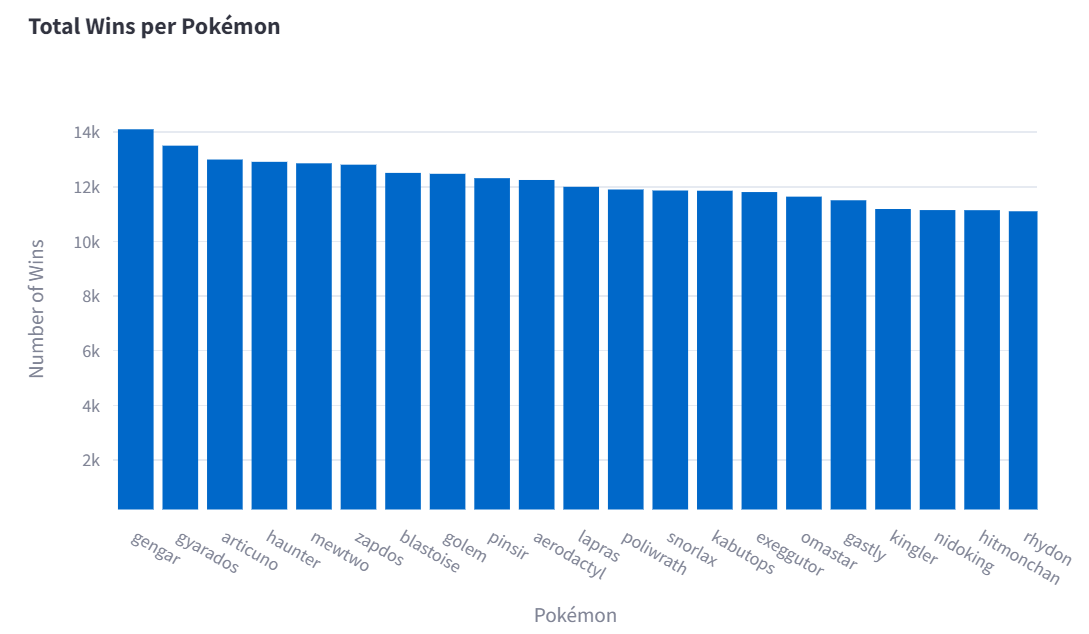 Total Wins per Pokémon
14k
12k
10k
8k
6k
4k
2k
Number of Wins
gengar
gyarados
articuno
haunter
mewtwo
zapdos
blastoise
golem
pinsir
aerodactyl
lapras
poliwrath
snorlax
kabutops
exeggutor
omastar
gastly
kingler
nidoking
hitmonchan
rhydon
Pokémon